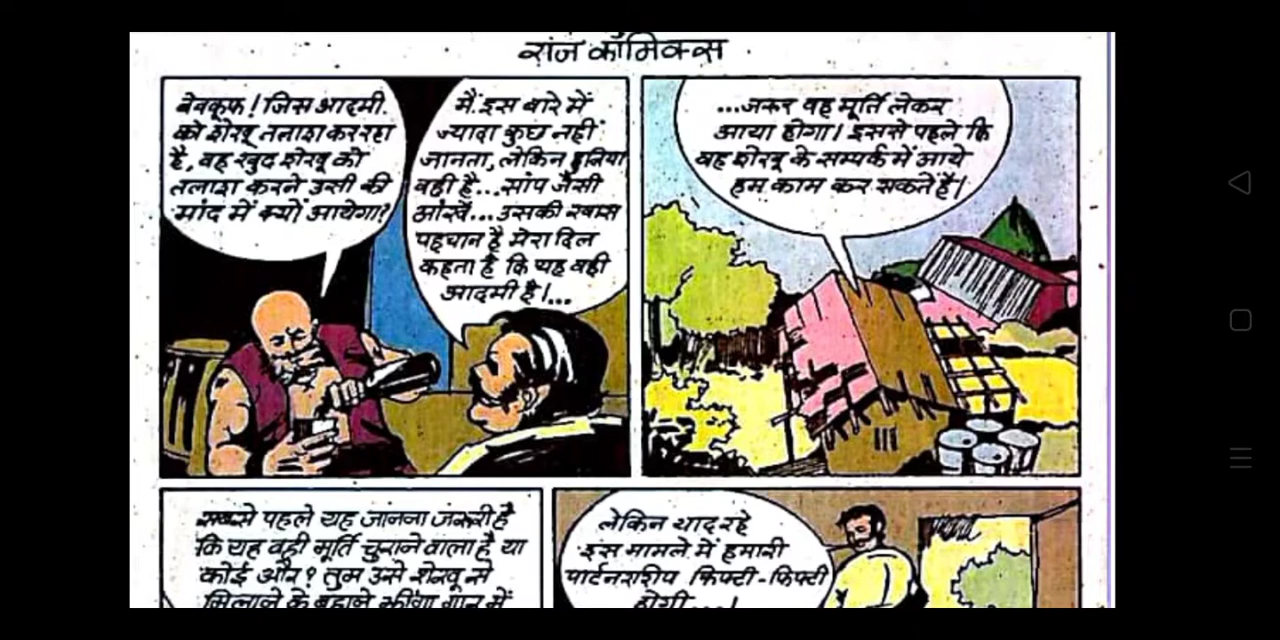 राज कॉमिक्स
बेवकूफ! जिस आदमी
को शेखू तलाश कर रहा
है, वह खुद शेखू को
तलाश करने उसी की
मांद में क्यों आयेगा?
मैं इस बारे में
ज्यादा कुछ नहीं
जानता, लेकिन हुलिया
वही है... सांप जैसी
आंखें... उसकी खास
पहचान है मेरा दिल
कहता है कि यह वही
आदमी है।...
...जरूर वह मूर्ति लेकर
आया होगा। इससे पहले कि
वह शेखू के सम्पर्क में आये
हम काम कर सकते हैं।
सबसे पहले यह जानना जरूरी है
कि यह वही मूर्ति चुराने वाला है या
कोई और? तुम उसे शेखू से
मिलाने के बहाने
लेकिन याद रहे
इस मामले में हमारी
पार्टनरशिप फिफ्टी-फिफ्टी
होगी....!